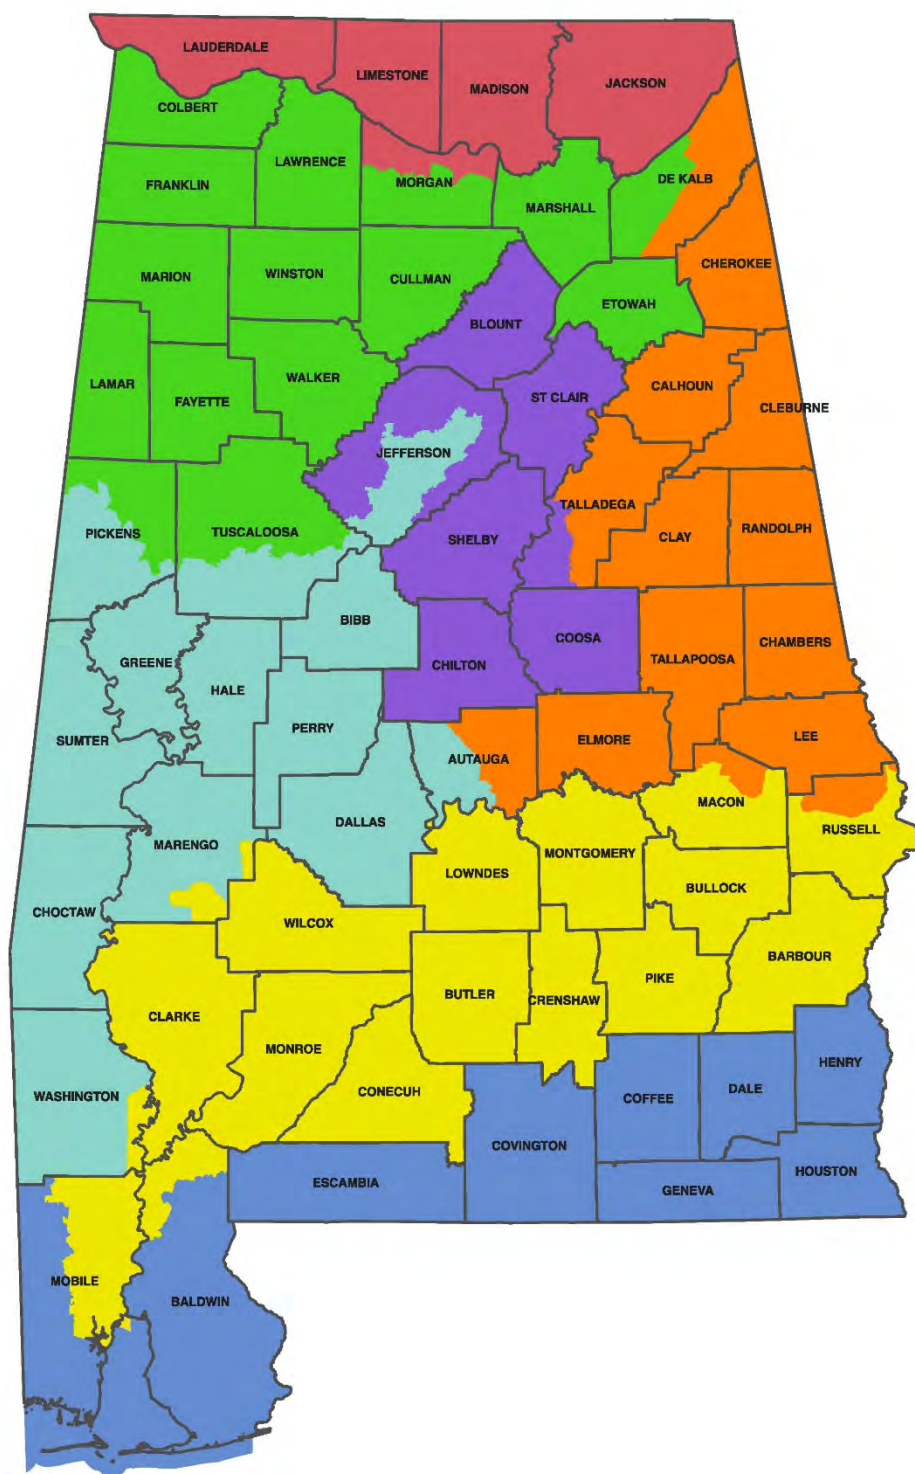 LAUDERDALE
LIMESTONE
MADISON
JACKSON
COLBERT
LAWRENCE
FRANKLIN
MORGAN
MARSHALL
DE KALB
CHEROKEE
MARION
WINSTON
CULLMAN
BLOUNT
ETOWAH
LAMAR
FAYETTE
WALKER
ST CLAIR
CALHOUN
CLEBURNE
JEFFERSON
PICKENS
TUSCALOOSA
SHELBY
TALLADEGA
CLAY
RANDOLPH
BIBB
GREENE
HALE
CHILTON
COOSA
TALLAPOOSA
CHAMBERS
SUMTER
PERRY
AUTAUGA
ELMORE
LEE
MACON
RUSSELL
MARENGO
DALLAS
LOWNDES
MONTGOMERY
BULLOCK
CHOCTAW
WILCOX
BARBOUR
CLARKE
BUTLER
CRENSHAW
PIKE
MONROE
CONECUH
HENRY
WASHINGTON
COFFEE
DALE
COVINGTON
HOUSTON
ESCAMBIA
GENEVA
MOBILE
BALDWIN